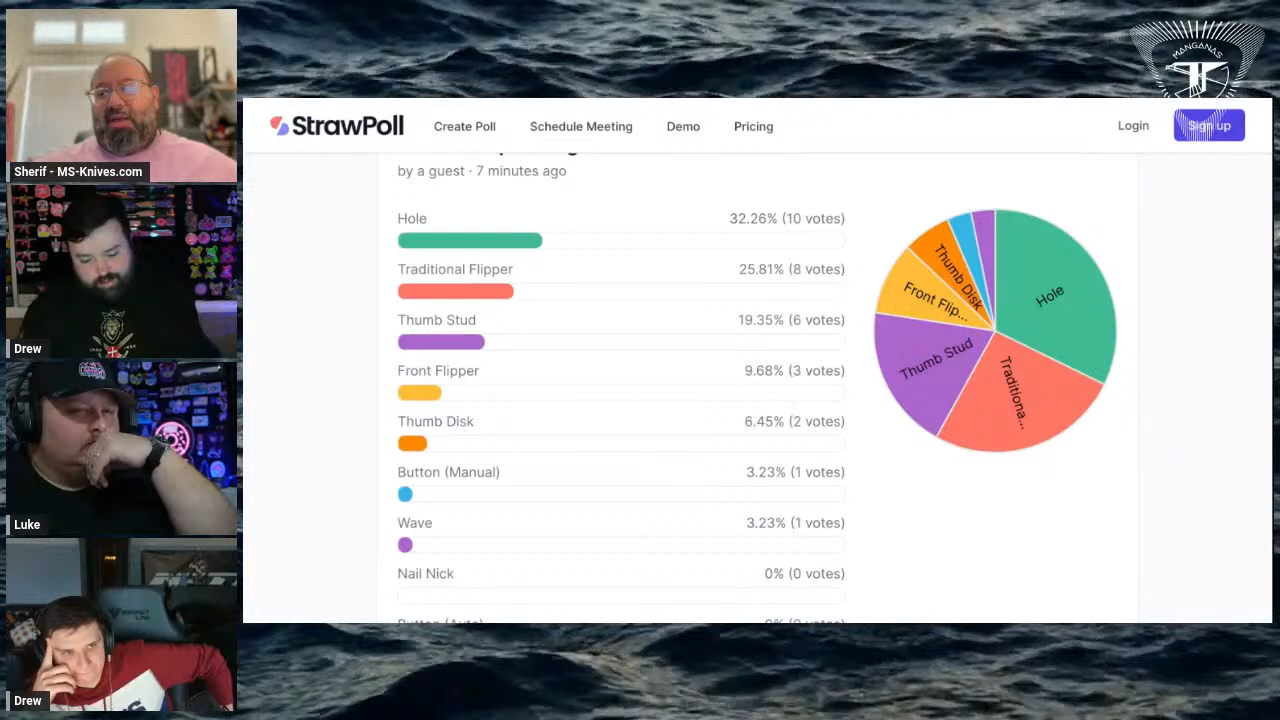 MANGANAS
StrawPoll
Create Poll
Schedule Meeting
Demo
Pricing
Login
Sign up
by a guest · 7 minutes ago
Hole 32.26% (10 votes)
Traditional Flipper 25.81% (8 votes)
Thumb Stud 19.35% (6 votes)
Front Flipper 9.68% (3 votes)
Thumb Disk 6.45% (2 votes)
Button (Manual) 3.23% (1 votes)
Wave 3.23% (1 votes)
Nail Nick 0% (0 votes)
Hole
Traditiona...
Thumb Stud
Front Flip...
Thumb Disk
Sherif - MS-Knives.com
Drew
Luke
Drew